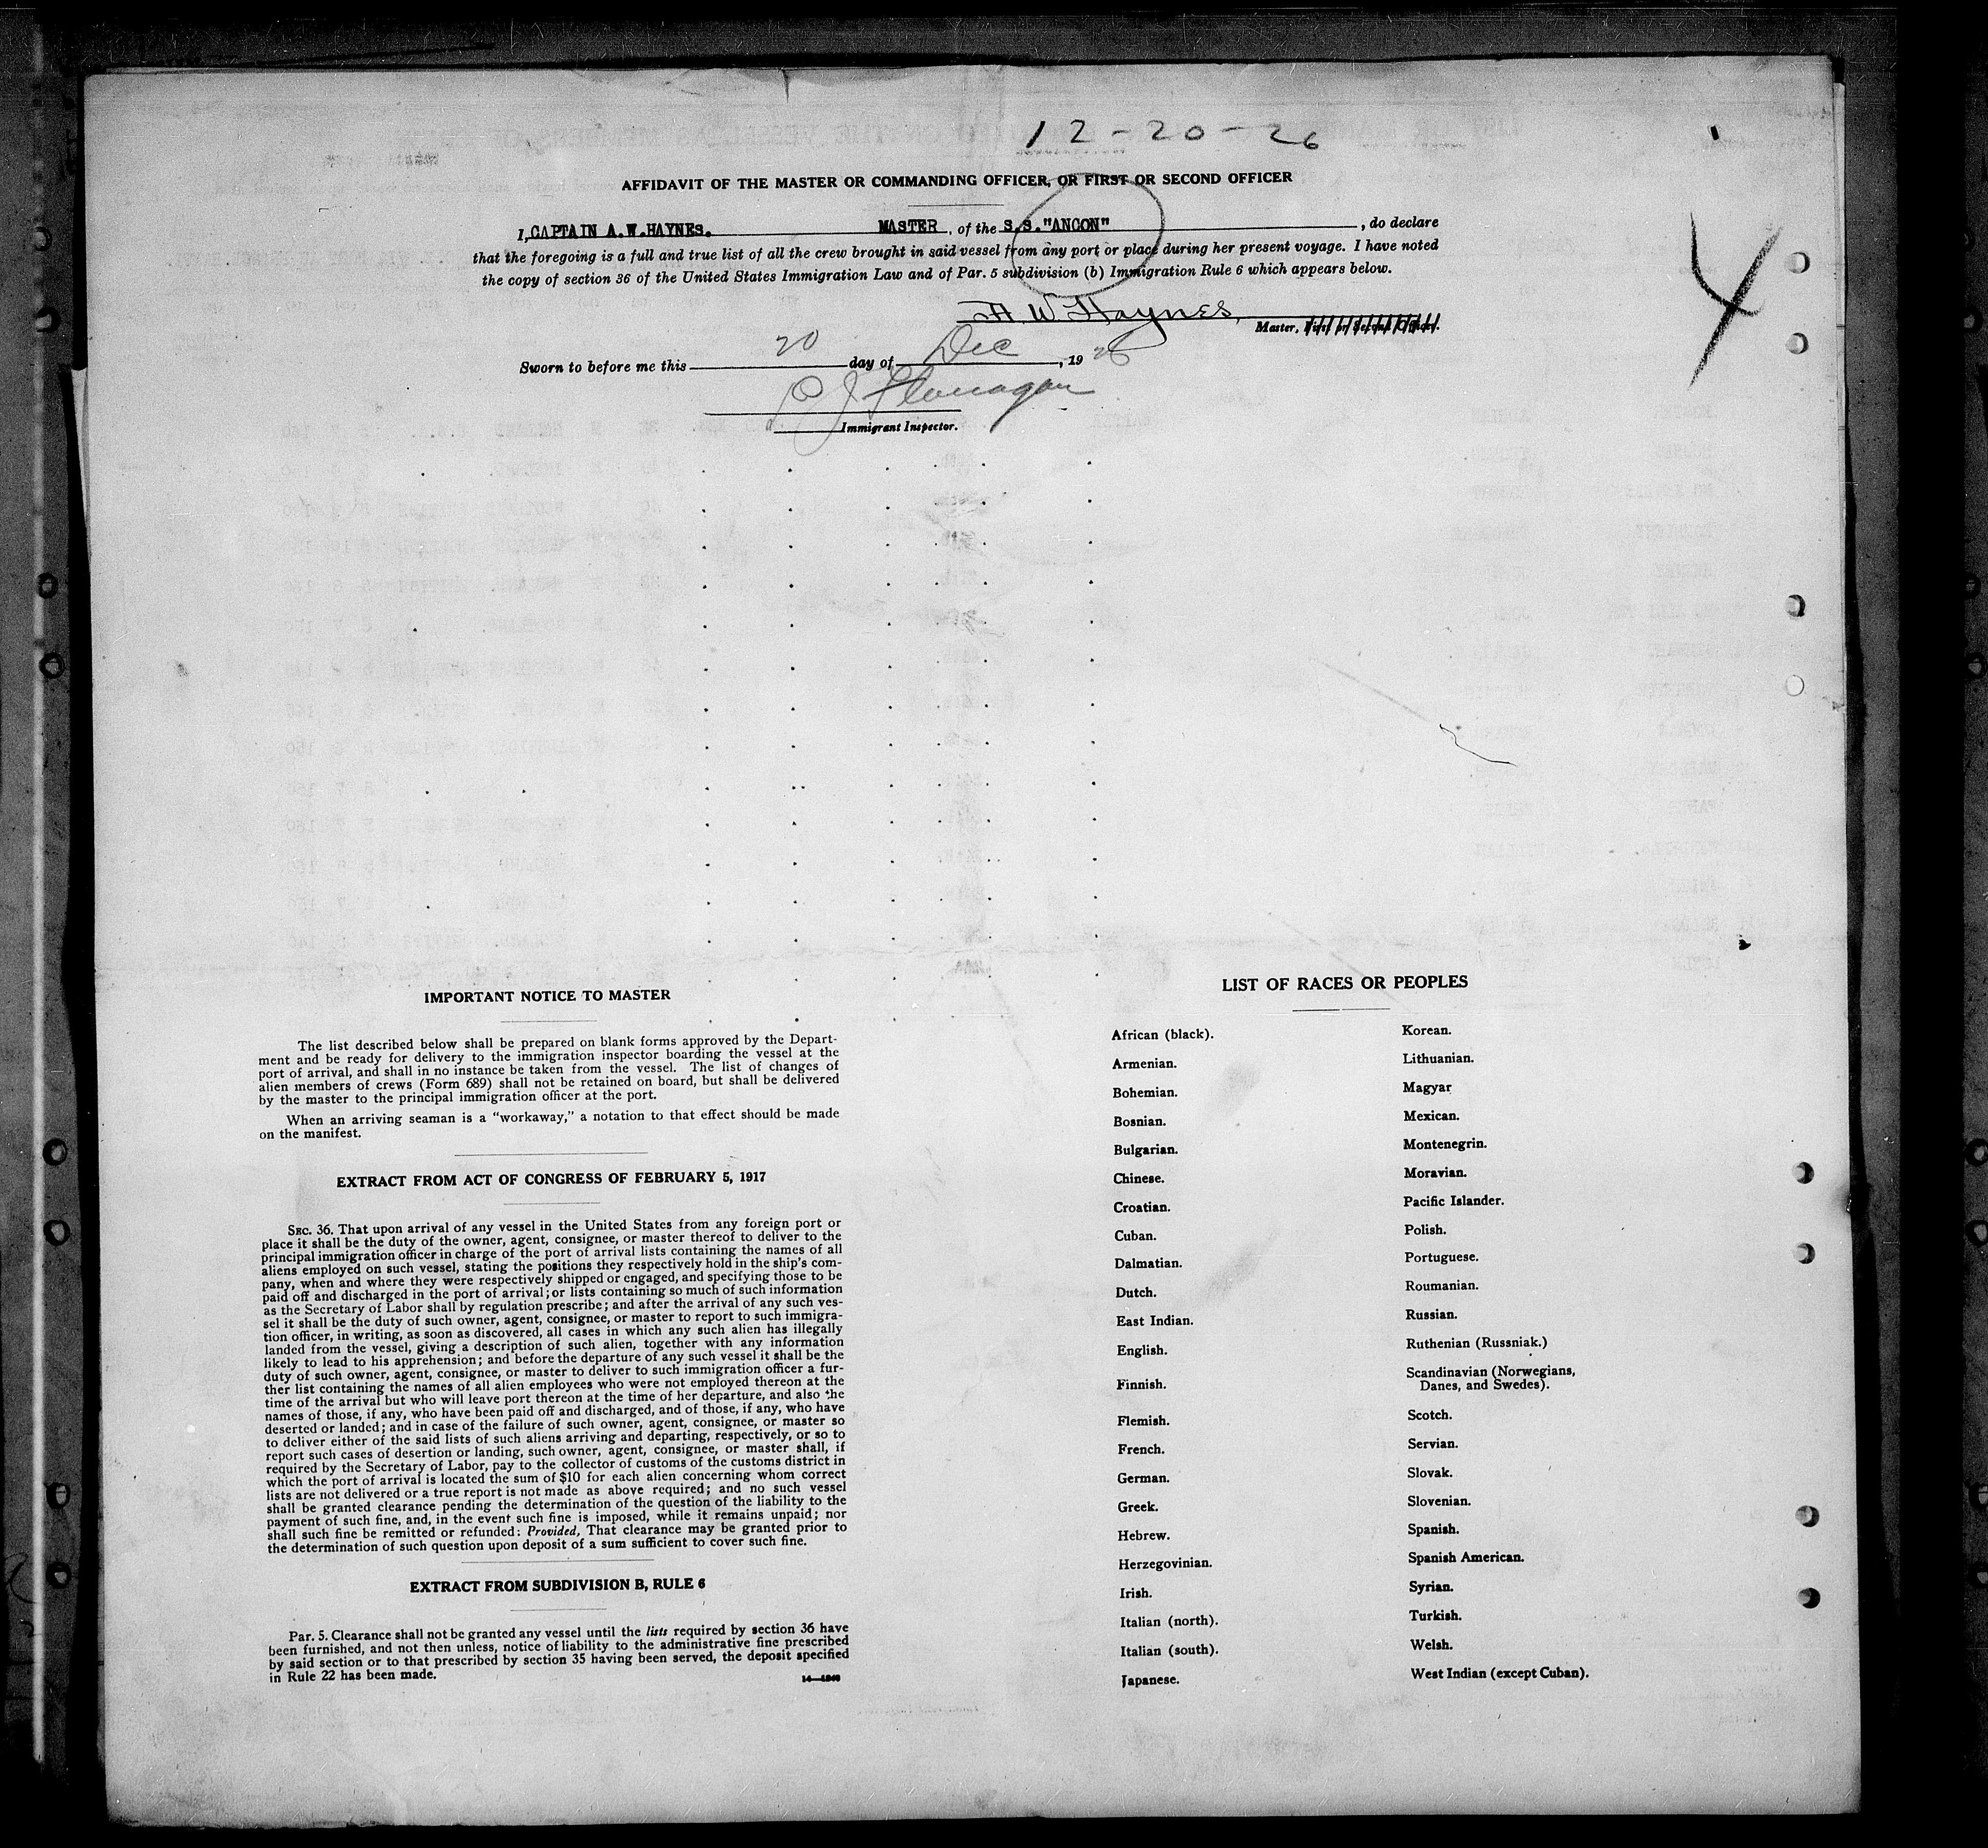 12-20-26
AFFIDAVIT OF THE MASTER OR COMMANDING OFFICER, OR FIRST OR SECOND OFFICER
I, CAPTAIN A.W.HAYNES. MASTER, of the S.S."ANCON", do declare
that the foregoing is a full and true list of all the crew brought in said vessel from any port or place during her present voyage. I have noted
the copy of section 36 of the United States Immigration Law and of Par. 5 subdivision (b) Immigration Rule 6 which appears below.
A W Haynes
Master, First or Second Officer.
Sworn to before me this 20 day of Dec, 1926
P J Flanagan
Immigrant Inspector.
4
IMPORTANT NOTICE TO MASTER
The list described below shall be prepared on blank forms approved by the Depart-
ment and be ready for delivery to the immigration inspector boarding the vessel at the
port of arrival, and shall in no instance be taken from the vessel. The list of changes of
alien members of crews (Form 689) shall not be retained on board, but shall be delivered
by the master to the principal immigration officer at the port.
When an arriving seaman is a "workaway," a notation to that effect should be made
on the manifest.
EXTRACT FROM ACT OF CONGRESS OF FEBRUARY 5, 1917
SEC. 36. That upon arrival of any vessel in the United States from any foreign port or
place it shall be the duty of the owner, agent, consignee, or master thereof to deliver to the
principal immigration officer in charge of the port of arrival lists containing the names of all
aliens employed on such vessel, stating the positions they respectively hold in the ship's com-
pany, when and where they were respectively shipped or engaged, and specifying those to be
paid off and discharged in the port of arrival; or lists containing so much of such information
as the Secretary of Labor shall by regulation prescribe; and after the arrival of any such ves-
sel it shall be the duty of such owner, agent, consignee, or master to report to such immigra-
tion officer, in writing, as soon as discovered, all cases in which any such alien has illegally
landed from the vessel, giving a description of such alien, together with any information
likely to lead to his apprehension; and before the departure of any such vessel it shall be the
duty of such owner, agent, consignee, or master to deliver to such immigration officer a fur-
ther list containing the names of all alien employees who were not employed thereon at the
time of the arrival but who will leave port thereon at the time of her departure, and also the
names of those, if any, who have been paid off and discharged, and of those, if any, who have
deserted or landed; and in case of the failure of such owner, agent, consignee, or master so
to deliver either of the said lists of such aliens arriving and departing, respectively, or so to
report such cases of desertion or landing, such owner, agent, consignee, or master shall, if
required by the Secretary of Labor, pay to the collector of customs of the customs district in
which the port of arrival is located the sum of $10 for each alien concerning whom correct
lists are not delivered or a true report is not made as above required; and no such vessel
shall be granted clearance pending the determination of the question of the liability to the
payment of such fine, and, in the event such fine is imposed, while it remains unpaid; nor
shall such fine be remitted or refunded: Provided, That clearance may be granted prior to
the determination of such question upon deposit of a sum sufficient to cover such fine.
EXTRACT FROM SUBDIVISION B, RULE 6
Par. 5. Clearance shall not be granted any vessel until the lists required by section 36 have
been furnished, and not then unless, notice of liability to the administrative fine prescribed
by said section or to that prescribed by section 35 having been served, the deposit specified
in Rule 22 has been made.
LIST OF RACES OR PEOPLES
African (black).
Armenian.
Bohemian.
Bosnian.
Bulgarian.
Chinese.
Croatian.
Cuban.
Dalmatian.
Dutch.
East Indian.
English.
Finnish.
Flemish.
French.
German.
Greek.
Hebrew.
Herzegovinian.
Irish.
Italian (north).
Italian (south).
Japanese.
Korean.
Lithuanian.
Magyar
Mexican.
Montenegrin.
Moravian.
Pacific Islander.
Polish.
Portuguese.
Roumanian.
Russian.
Ruthenian (Russniak.)
Scandinavian (Norwegians,
Danes, and Swedes).
Scotch.
Servian.
Slovak.
Slovenian.
Spanish.
Spanish American.
Syrian.
Turkish.
Welsh.
West Indian (except Cuban).